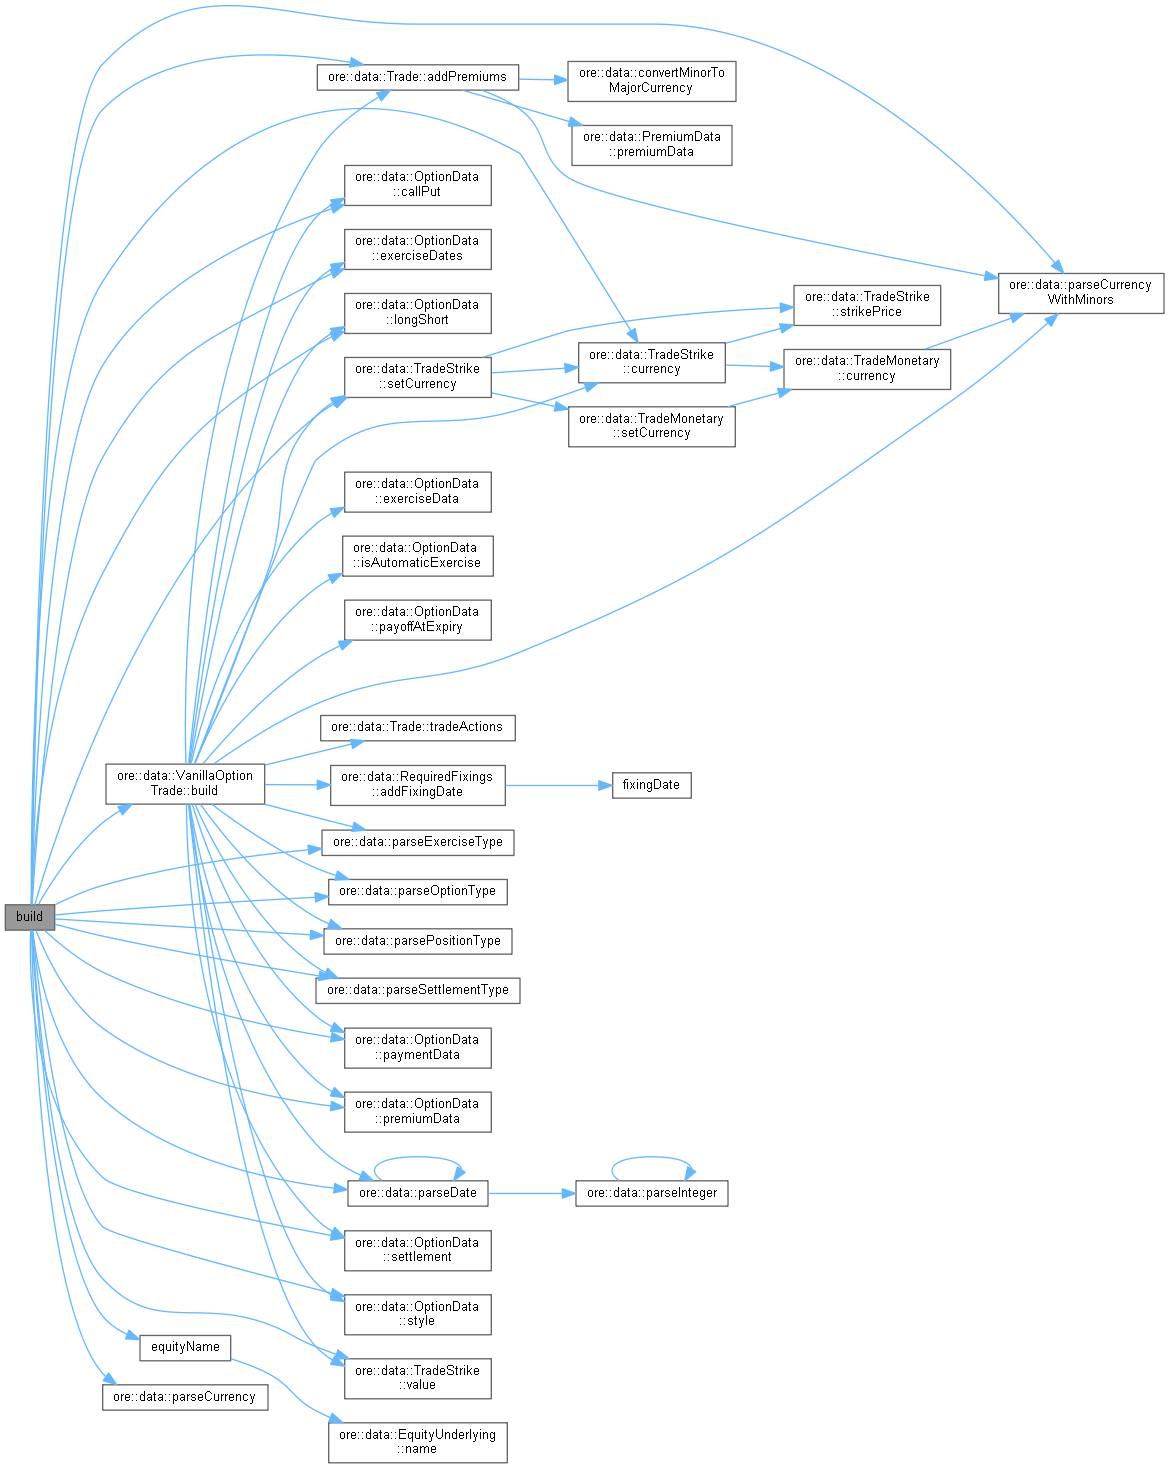 ore::data::Trade::addPremiums
ore::data::convertMinorTo
MajorCurrency
ore::data::PremiumData
::premiumData
ore::data::OptionData
::callPut
ore::data::OptionData
::exerciseDates
ore::data::OptionData
::longShort
ore::data::TradeStrike
::setCurrency
ore::data::TradeStrike
::currency
ore::data::TradeMonetary
::setCurrency
ore::data::TradeStrike
::strikePrice
ore::data::TradeMonetary
::currency
ore::data::parseCurrency
WithMinors
ore::data::OptionData
::exerciseData
ore::data::OptionData
::isAutomaticExercise
ore::data::OptionData
::payoffAtExpiry
ore::data::Trade::tradeActions
ore::data::VanillaOption
Trade::build
ore::data::RequiredFixings
::addFixingDate
fixingDate
ore::data::parseExerciseType
ore::data::parseOptionType
build
ore::data::parsePositionType
ore::data::parseSettlementType
ore::data::OptionData
::paymentData
ore::data::OptionData
::premiumData
ore::data::parseDate
ore::data::parseInteger
ore::data::OptionData
::settlement
ore::data::OptionData
::style
equityName
ore::data::TradeStrike
::value
ore::data::parseCurrency
ore::data::EquityUnderlying
::name